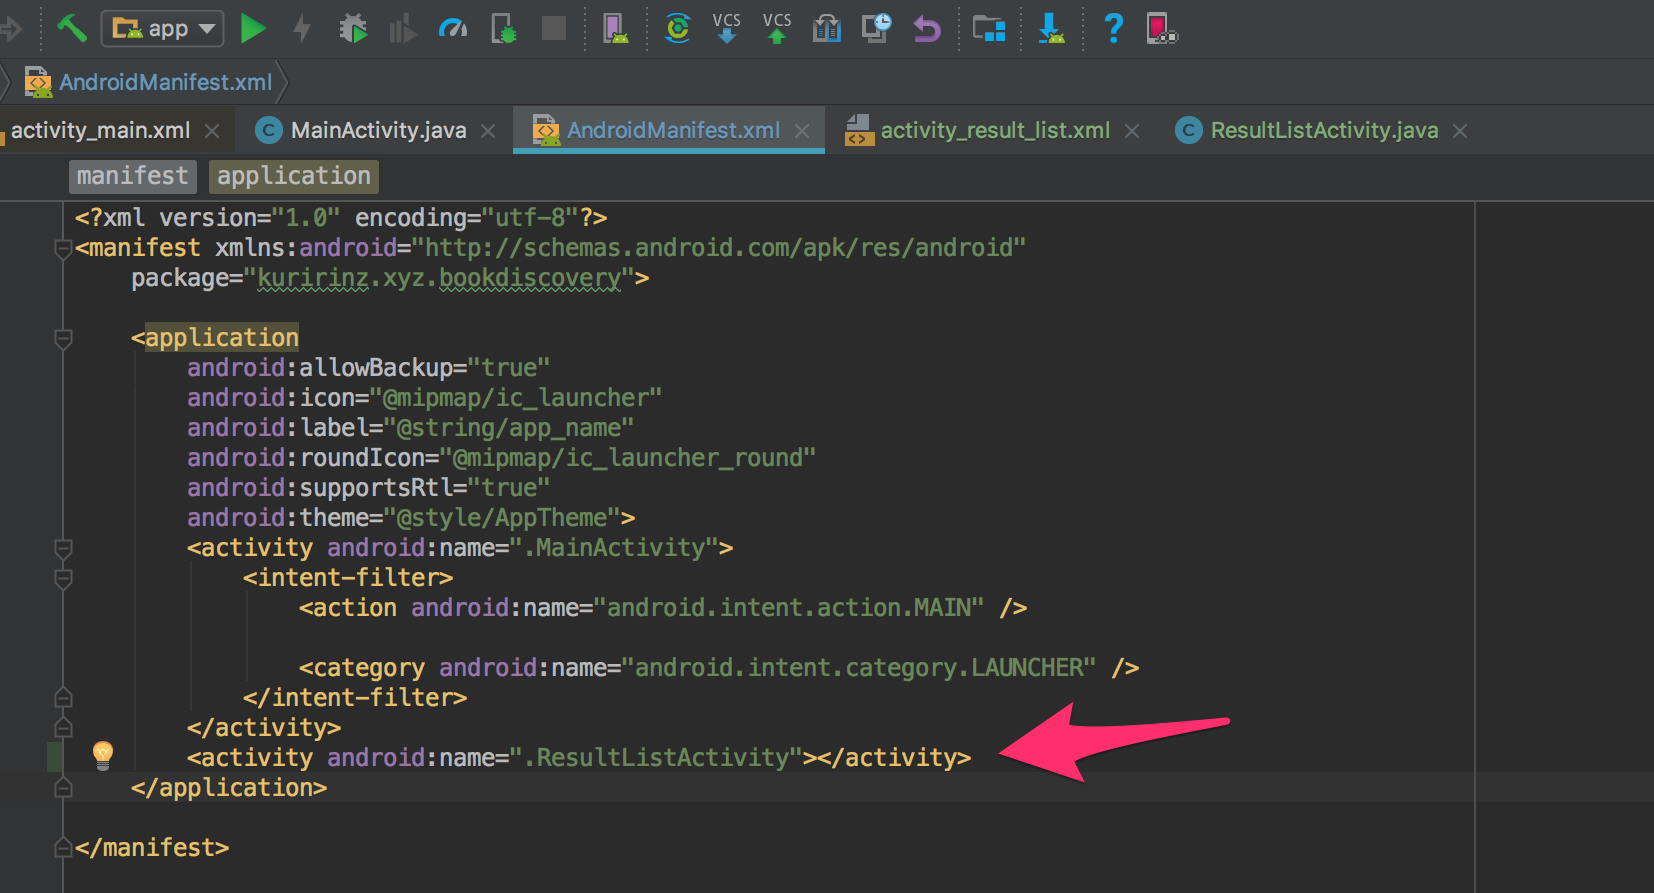 app VCS VCS ?
AndroidManifest.xml
activity_main.xml MainActivity.java AndroidManifest.xml activity_result_list.xml ResultListActivity.java
manifest application
<?xml version="1.0" encoding="utf-8"?>
<manifest xmlns:android="http://schemas.android.com/apk/res/android"
    package="kuririnz.xyz.bookdiscovery">

    <application
        android:allowBackup="true"
        android:icon="@mipmap/ic_launcher"
        android:label="@string/app_name"
        android:roundIcon="@mipmap/ic_launcher_round"
        android:supportsRtl="true"
        android:theme="@style/AppTheme">
        <activity android:name=".MainActivity">
            <intent-filter>
                <action android:name="android.intent.action.MAIN" />

                <category android:name="android.intent.category.LAUNCHER" />
            </intent-filter>
        </activity>
        <activity android:name=".ResultListActivity"></activity>
    </application>

</manifest>